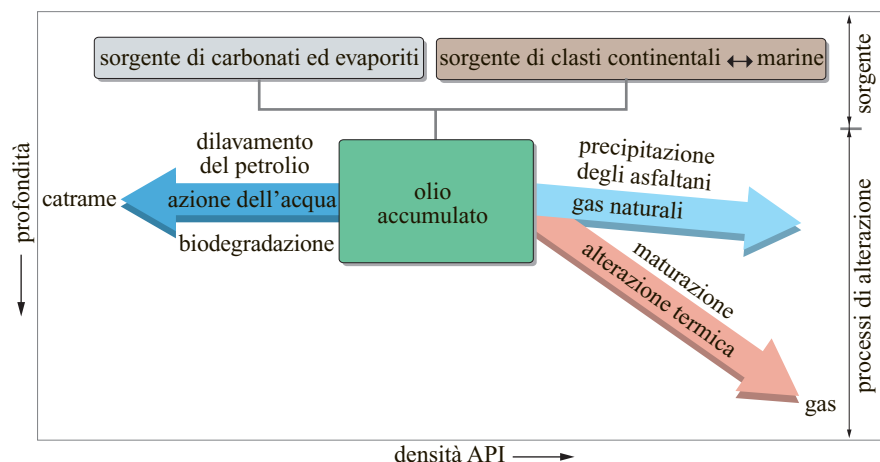 sorgente di carbonati ed evaporiti
sorgente di clasti continentali ↔ marine
sorgente
dilavamento
del petrolio
catrame
azione dell'acqua
biodegradazione
olio
accumulato
precipitazione
degli asfaltani
gas naturali
maturazione
alterazione termica
gas
profondità
processi di alterazione
densità API